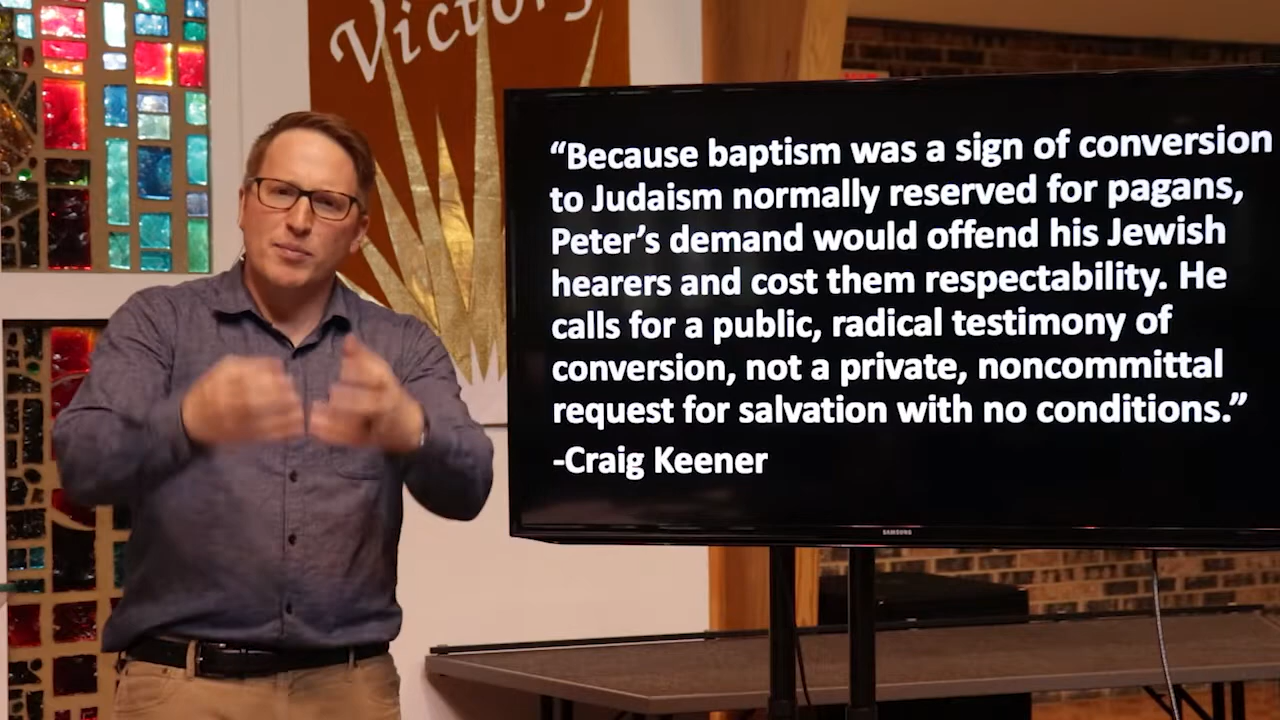 Victory
“Because baptism was a sign of conversion
to Judaism normally reserved for pagans,
Peter’s demand would offend his Jewish
hearers and cost them respectability. He
calls for a public, radical testimony of
conversion, not a private, noncommittal
request for salvation with no conditions.”
-Craig Keener
SAMSUNG